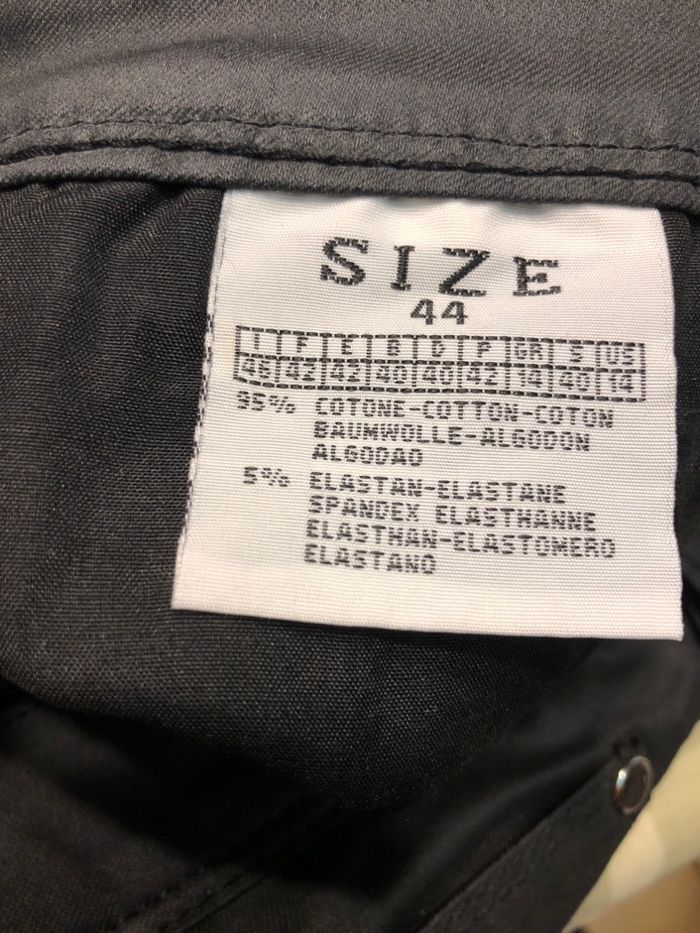 SIZE
44
I F E B D P GR S US
46 42 42 40 40 42 14 40 14
95% COTONE-COTTON-COTON
BAUMWOLLE-ALGODON
ALGODAO
5% ELASTAN-ELASTANE
SPANDEX ELASTHANNE
ELASTHAN-ELASTOMERO
ELASTANO